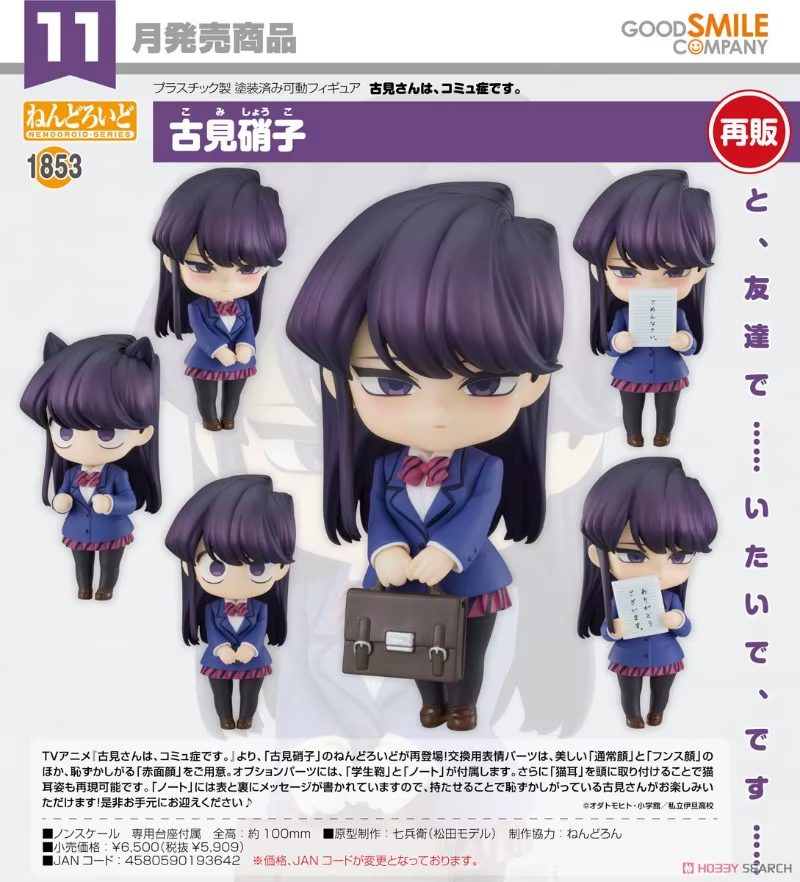 11
月発売商品
GOODSMILE
COMPANY
プラスチック製 塗装済み可動フィギュア 古見さんは、コミュ症です。
ねんどろいど
NENDOROID-SERIES
1853
こみ しょうこ
古見硝子
再販
と、友達で……いたいで、です……
ごめんなさい。
ありがとう
ございます。
TVアニメ『古見さんは、コミュ症です。』より、「古見硝子」のねんどろいどが再登場!交換用表情パーツは、美しい「通常顔」と「フンス顔」の
ほか、恥ずかしがる「赤面顔」をご用意。オプションパーツには、「学生鞄」と「ノート」が付属します。さらに「猫耳」を頭に取り付けることで猫
耳姿も再現可能です。「ノート」には表と裏にメッセージが書かれていますので、持たせることで恥ずかしがっている古見さんがお楽しみい
ただけます!是非お手元にお迎えください♪
©オダトモヒト・小学館/私立伊旦高校
■ノンスケール 専用台座付属 全高:約100mm ■原型制作:七兵衛(松田モデル) 制作協力:ねんどろん
■小売価格:¥6,500(税抜 ¥5,909)
■JANコード:4580590193642 ※価格、JANコードが変更となっております。
HOBBY SEARCH